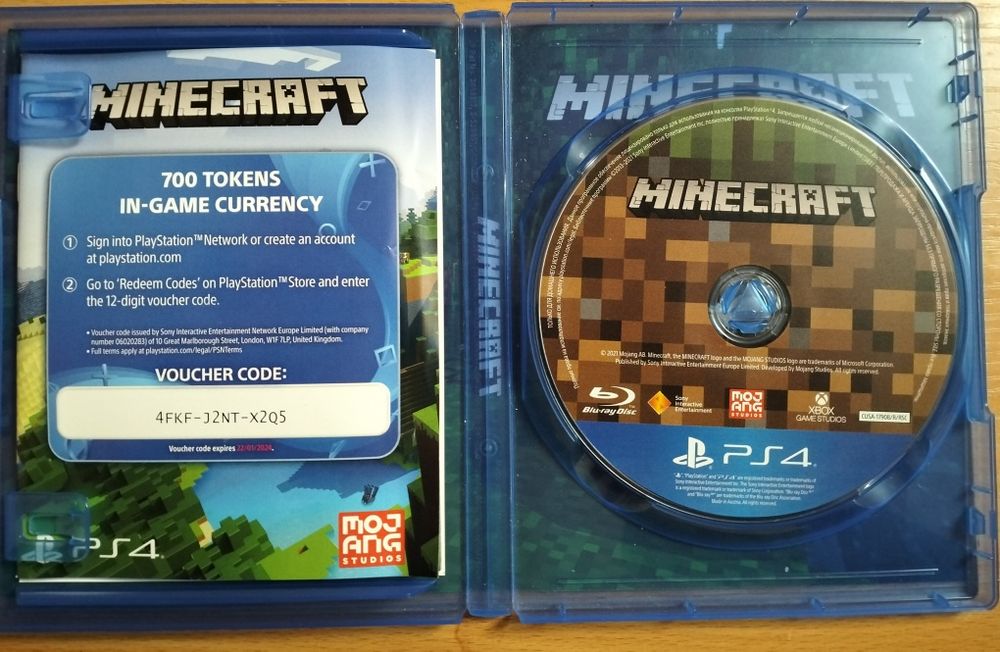 MINECRAFT
700 TOKENS
IN-GAME CURRENCY
① Sign into PlayStation™Network or create an account
at playstation.com
② Go to 'Redeem Codes' on PlayStation™Store and enter
the 12-digit voucher code.
• Voucher code issued by Sony Interactive Entertainment Network Europe Limited (with company
number 06020283) of 10 Great Marlborough Street, London, W1F 7LP, United Kingdom.
• Full terms apply at playstation.com/legal/PSNTerms
VOUCHER CODE:
4FKF-J2NT-X2Q5
Voucher code expires 22/01/2024.
PS4
MOJANG
STUDIOS
MINECRAFT
MINECRAFT
MINECRAFT
© 2021 Mojang AB. Minecraft, the MINECRAFT logo and the MOJANG STUDIOS logo are trademarks of Microsoft Corporation.
Published by Sony Interactive Entertainment Europe Limited. Developed by Mojang Studios. All rights reserved.
Blu-ray Disc
Sony
Interactive
Entertainment
MOJANG
STUDIOS
XBOX
GAME STUDIOS
CUSA-17908/R/RSC
PS4